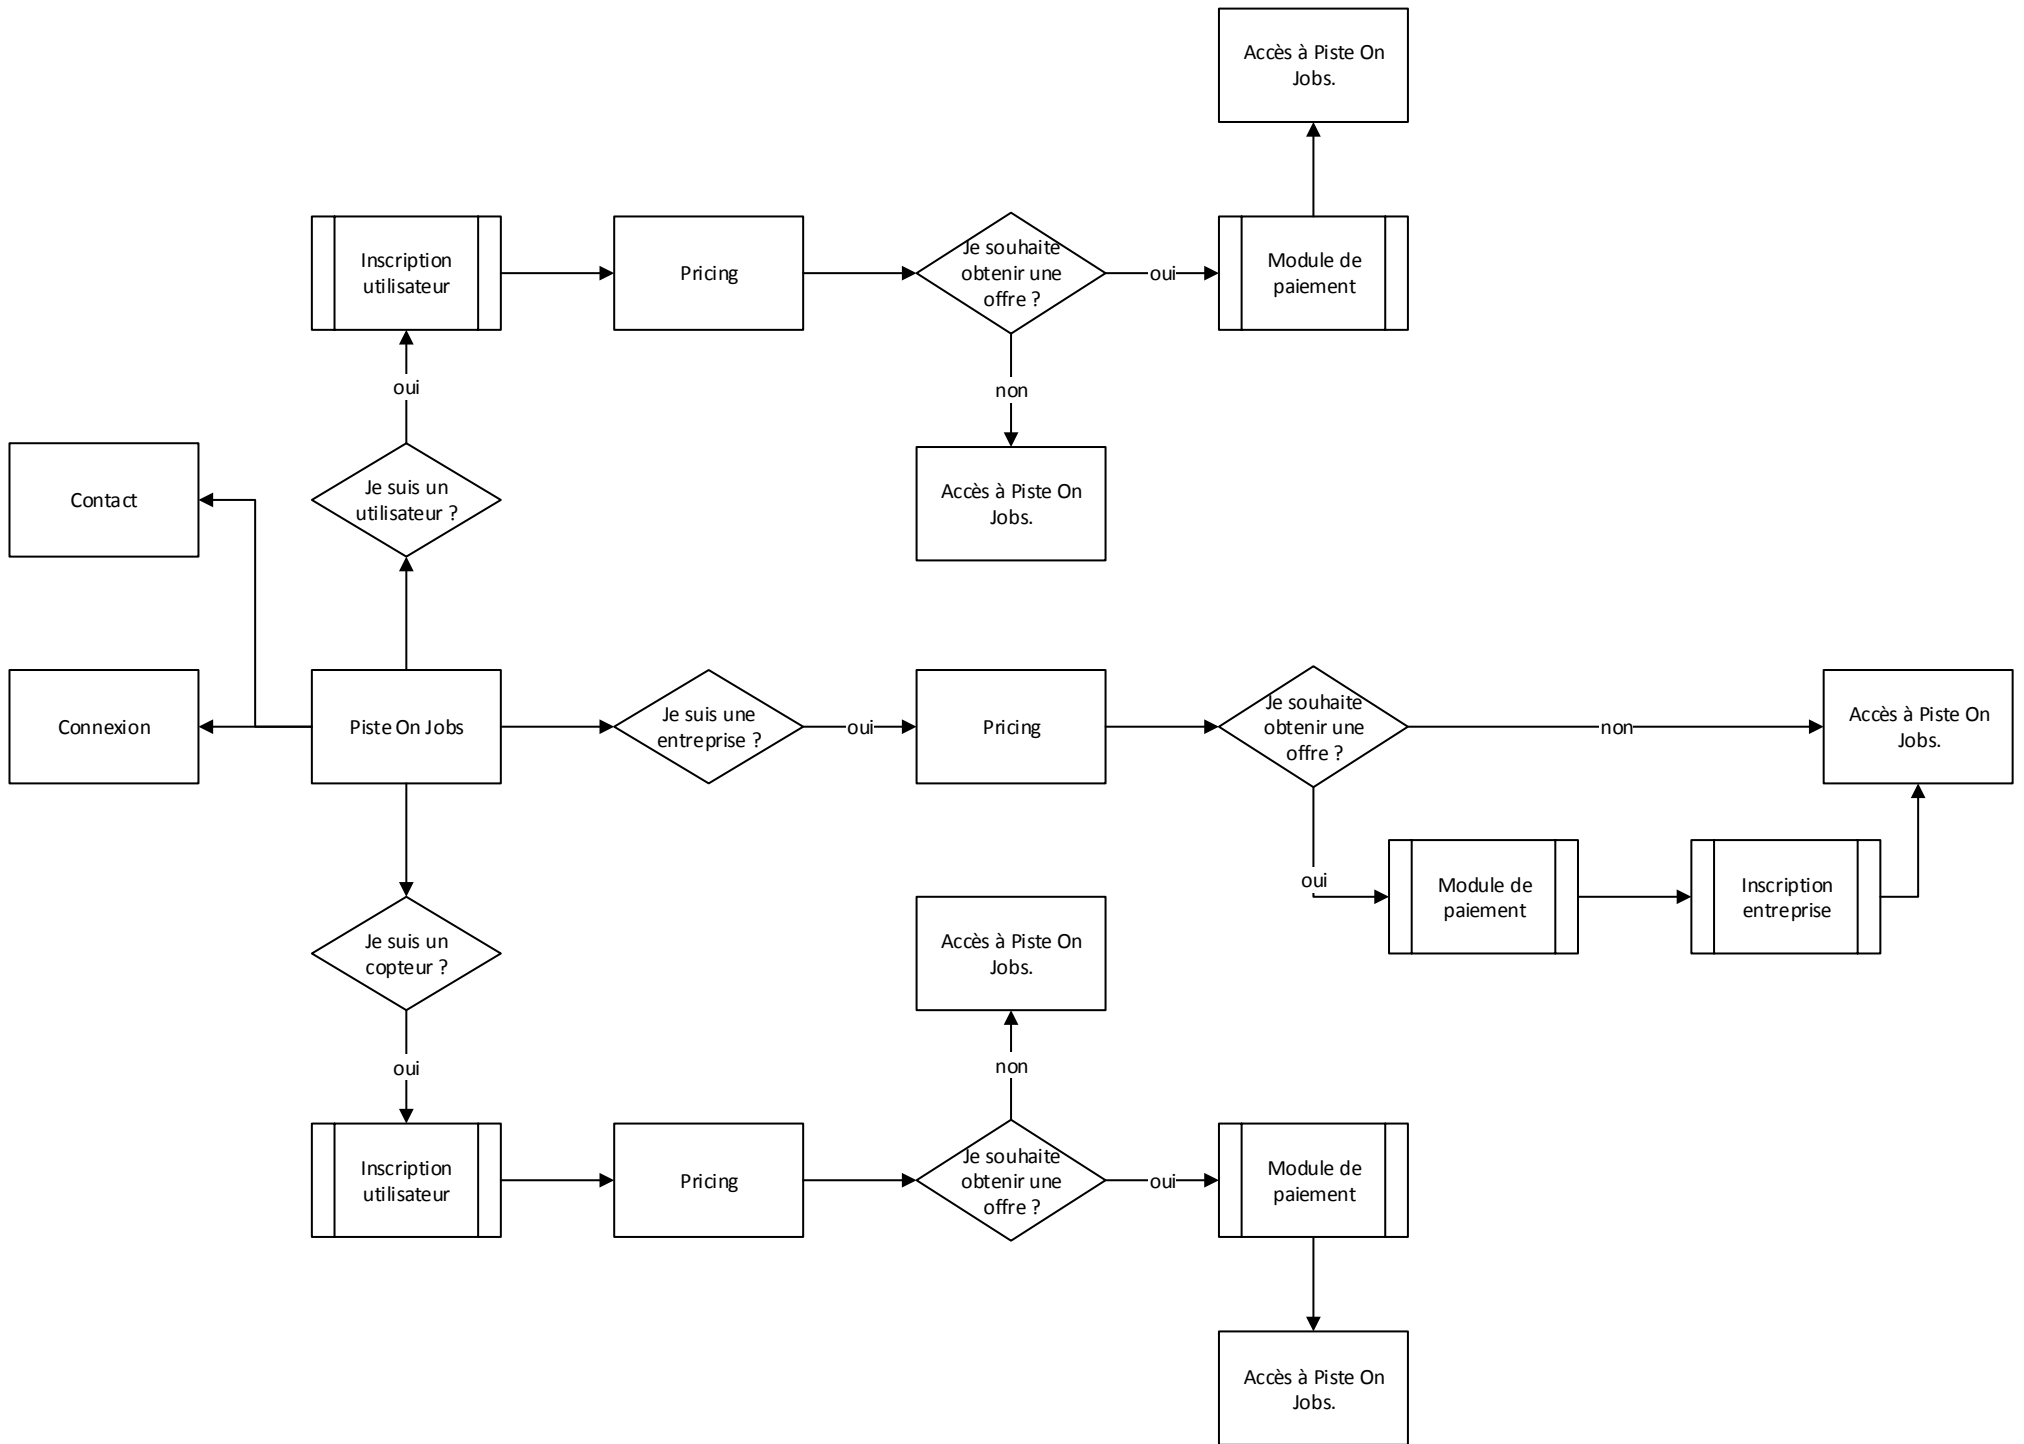 Accès à Piste On
Jobs.
Inscription
utilisateur
Pricing
Je souhaite
obtenir une
offre ?
oui
Module de
paiement
oui
non
Contact
Je suis un
utilisateur ?
Accès à Piste On
Jobs.
Connexion
Piste On Jobs
Je suis une
entreprise ?
oui
Pricing
Je souhaite
obtenir une
offre ?
non
Accès à Piste On
Jobs.
oui
Module de
paiement
Inscription
entreprise
Je suis un
copteur ?
Accès à Piste On
Jobs.
oui
non
Inscription
utilisateur
Pricing
Je souhaite
obtenir une
offre ?
oui
Module de
paiement
Accès à Piste On
Jobs.